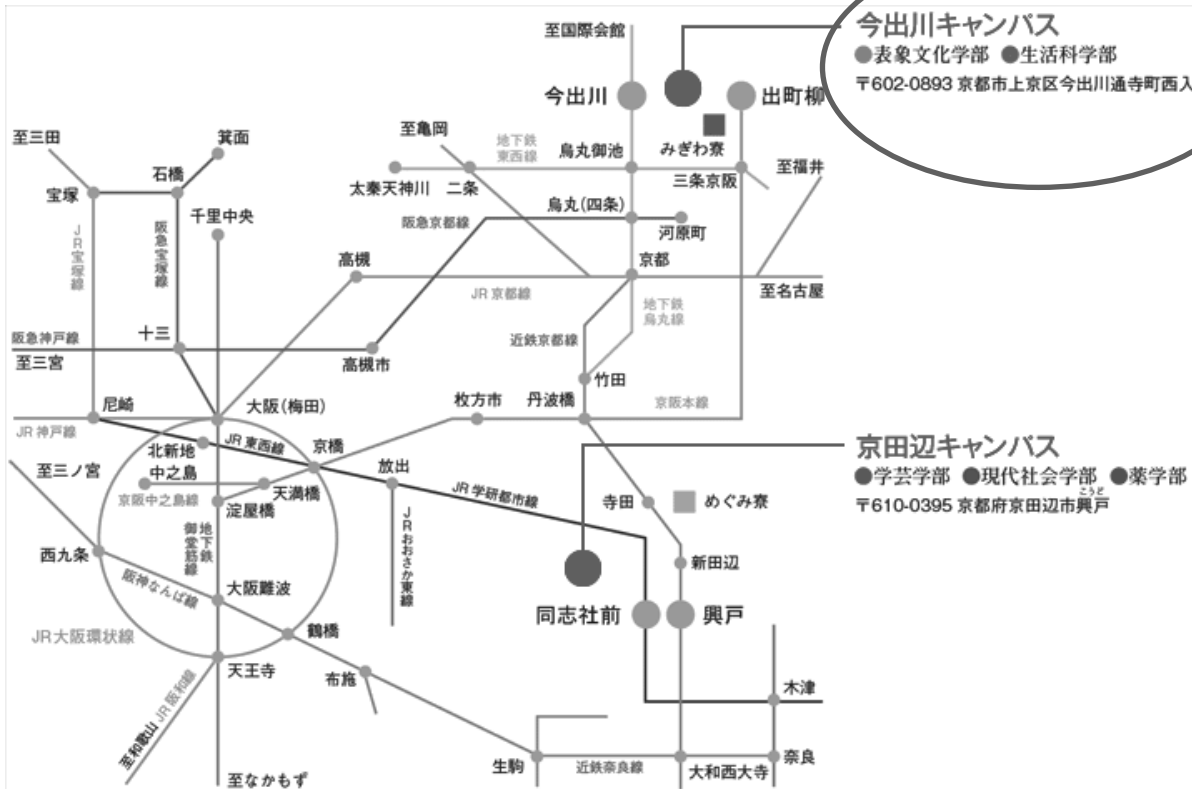 今出川キャンパス
●表象文化学部 ●生活科学部
〒602-0893 京都市上京区今出川通寺町西入
至国際会館
今出川
出町柳
みぎわ寮
至亀岡
地下鉄
東西線
烏丸御池
三条京阪
至福井
太秦天神川
二条
至三田
箕面
石橋
宝塚
千里中央
JR宝塚線
阪急宝塚線
阪急京都線
烏丸(四条)
河原町
高槻
京都
JR京都線
至名古屋
地下鉄
烏丸線
近鉄京都線
阪急神戸線
至三宮
十三
高槻市
竹田
尼崎
大阪(梅田)
枚方市
丹波橋
京阪本線
JR神戸線
北新地
JR東西線
京橋
中之島
至三ノ宮
放出
京阪中之島線
天満橋
淀屋橋
JR学研都市線
京田辺キャンパス
●学芸学部 ●現代社会学部 ●薬学部
こうど
〒610-0395 京都府京田辺市興戸
寺田
めぐみ寮
地下鉄
御堂筋線
JRおおさか東線
西九条
新田辺
阪神なんば線
大阪難波
同志社前
興戸
JR大阪環状線
鶴橋
天王寺
布施
木津
至和歌山
JR阪和線
至なかもず
生駒
近鉄奈良線
大和西大寺
奈良